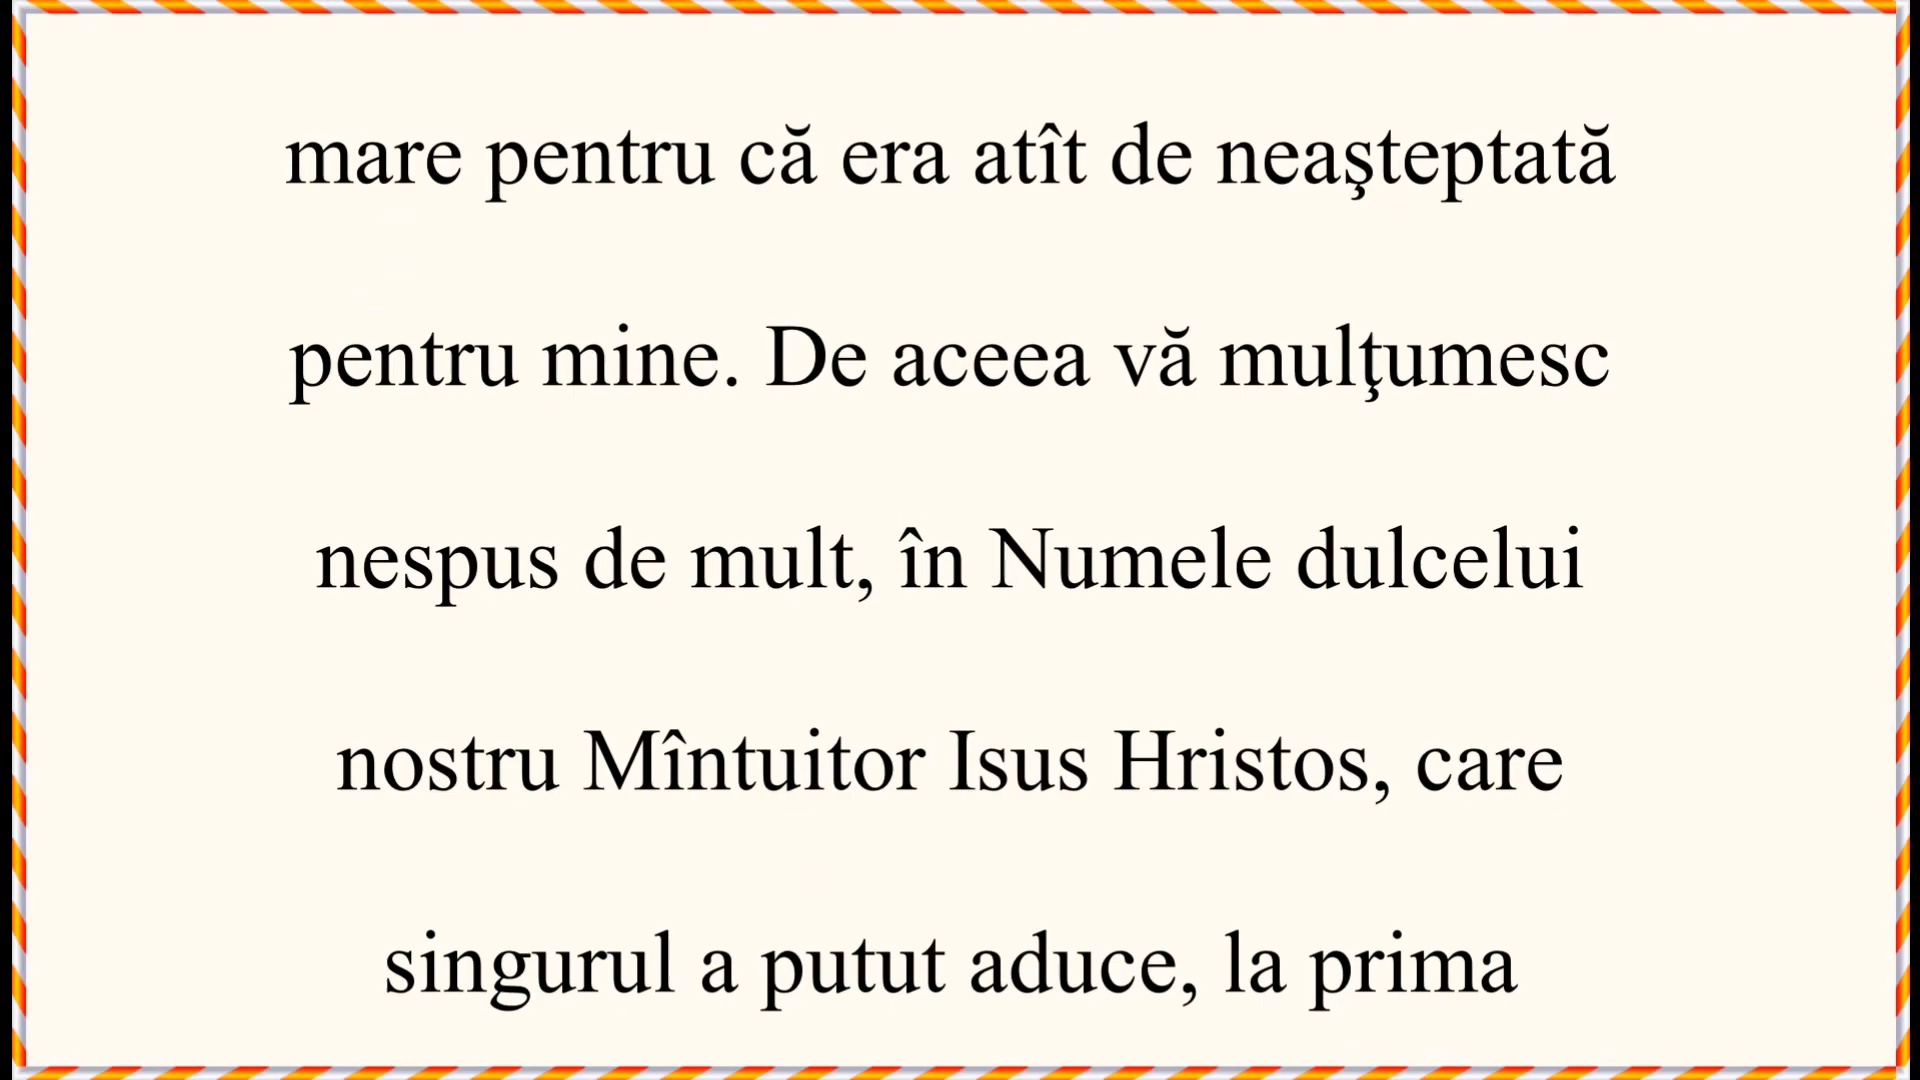 mare pentru că era atît de neaşteptată
pentru mine. De aceea vă mulţumesc
nespus de mult, în Numele dulcelui
nostru Mîntuitor Isus Hristos, care
singurul a putut aduce, la prima